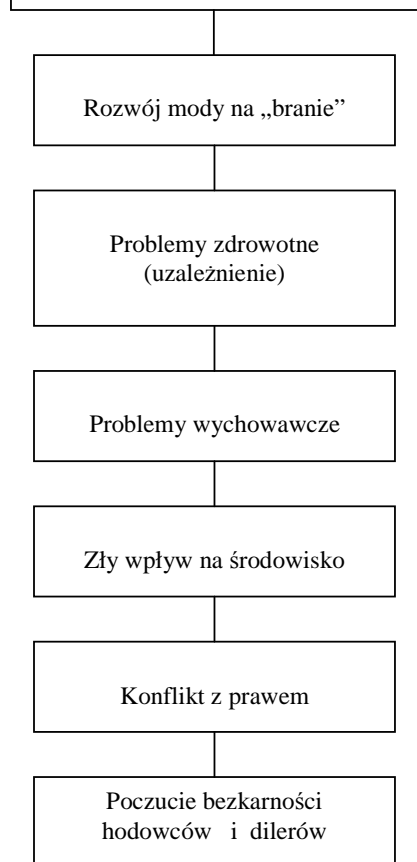 Rozwój mody na „branie”
Problemy zdrowotne
(uzależnienie)
Problemy wychowawcze
Zły wpływ na środowisko
Konflikt z prawem
Poczucie bezkarności
hodowców i dilerów